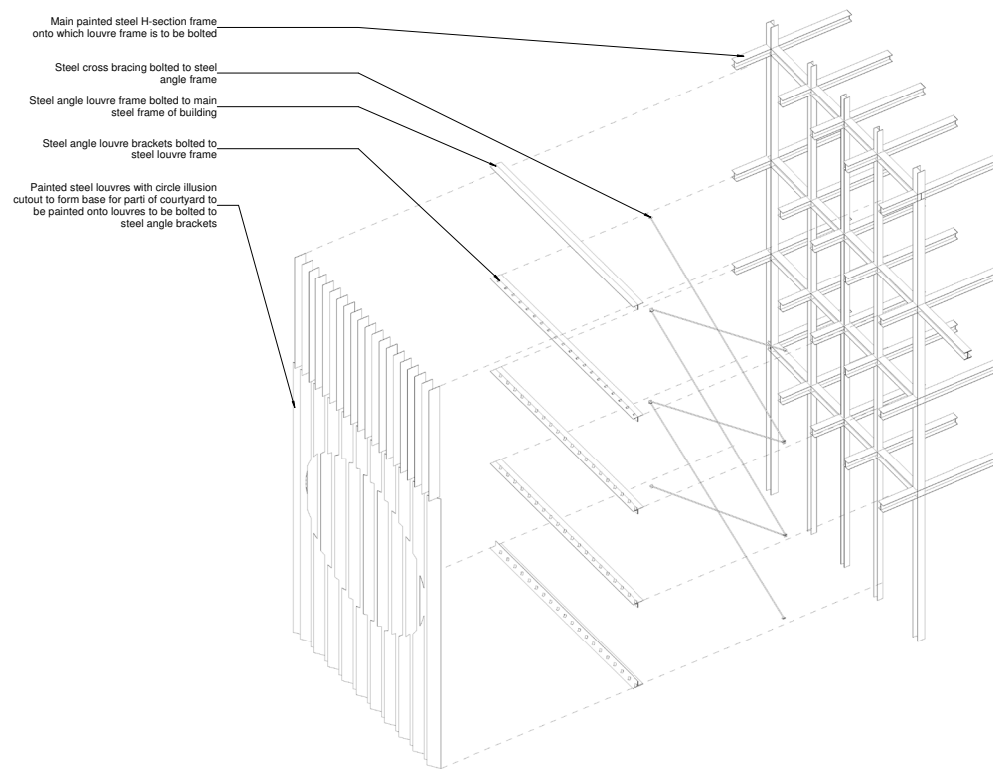 Main painted steel H-section frame
onto which louvre frame is to be bolted
Steel cross bracing bolted to steel
angle frame
Steel angle louvre frame bolted to main
steel frame of building
Steel angle louvre brackets bolted to
steel louvre frame
Painted steel louvres with circle illusion
cutout to form base for parti of courtyard to
be painted onto louvres to be bolted to
steel angle brackets